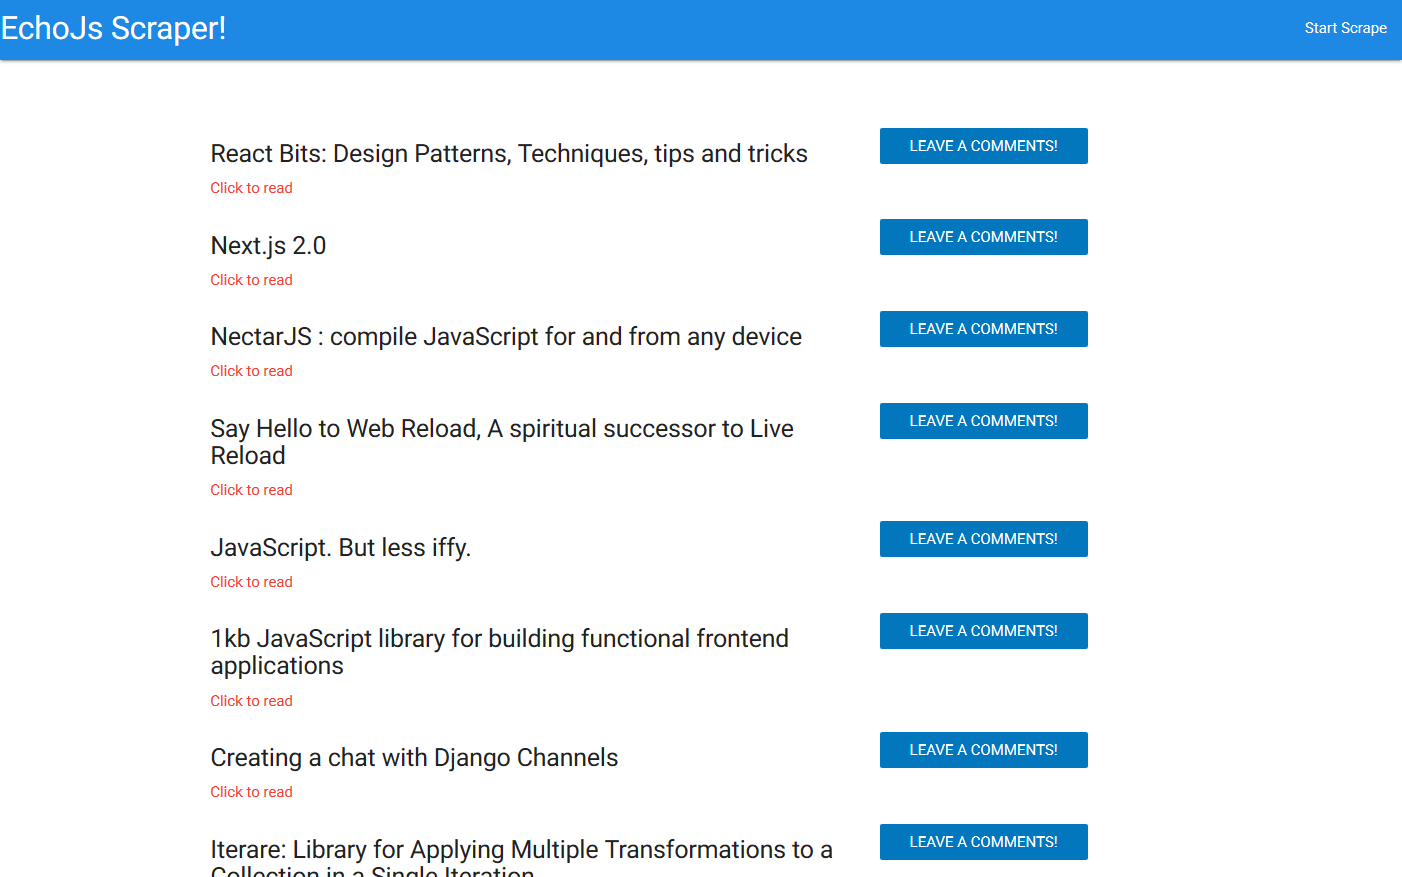 EchoJs Scraper!
Start Scrape
React Bits: Design Patterns, Techniques, tips and tricks
LEAVE A COMMENTS!
Click to read
Next.js 2.0
LEAVE A COMMENTS!
Click to read
NectarJS : compile JavaScript for and from any device
LEAVE A COMMENTS!
Click to read
Say Hello to Web Reload, A spiritual successor to Live
Reload
LEAVE A COMMENTS!
Click to read
JavaScript. But less iffy.
LEAVE A COMMENTS!
Click to read
1kb JavaScript library for building functional frontend
applications
LEAVE A COMMENTS!
Click to read
Creating a chat with Django Channels
LEAVE A COMMENTS!
Click to read
Iterare: Library for Applying Multiple Transformations to a
Collection in a Single Iteration
LEAVE A COMMENTS!